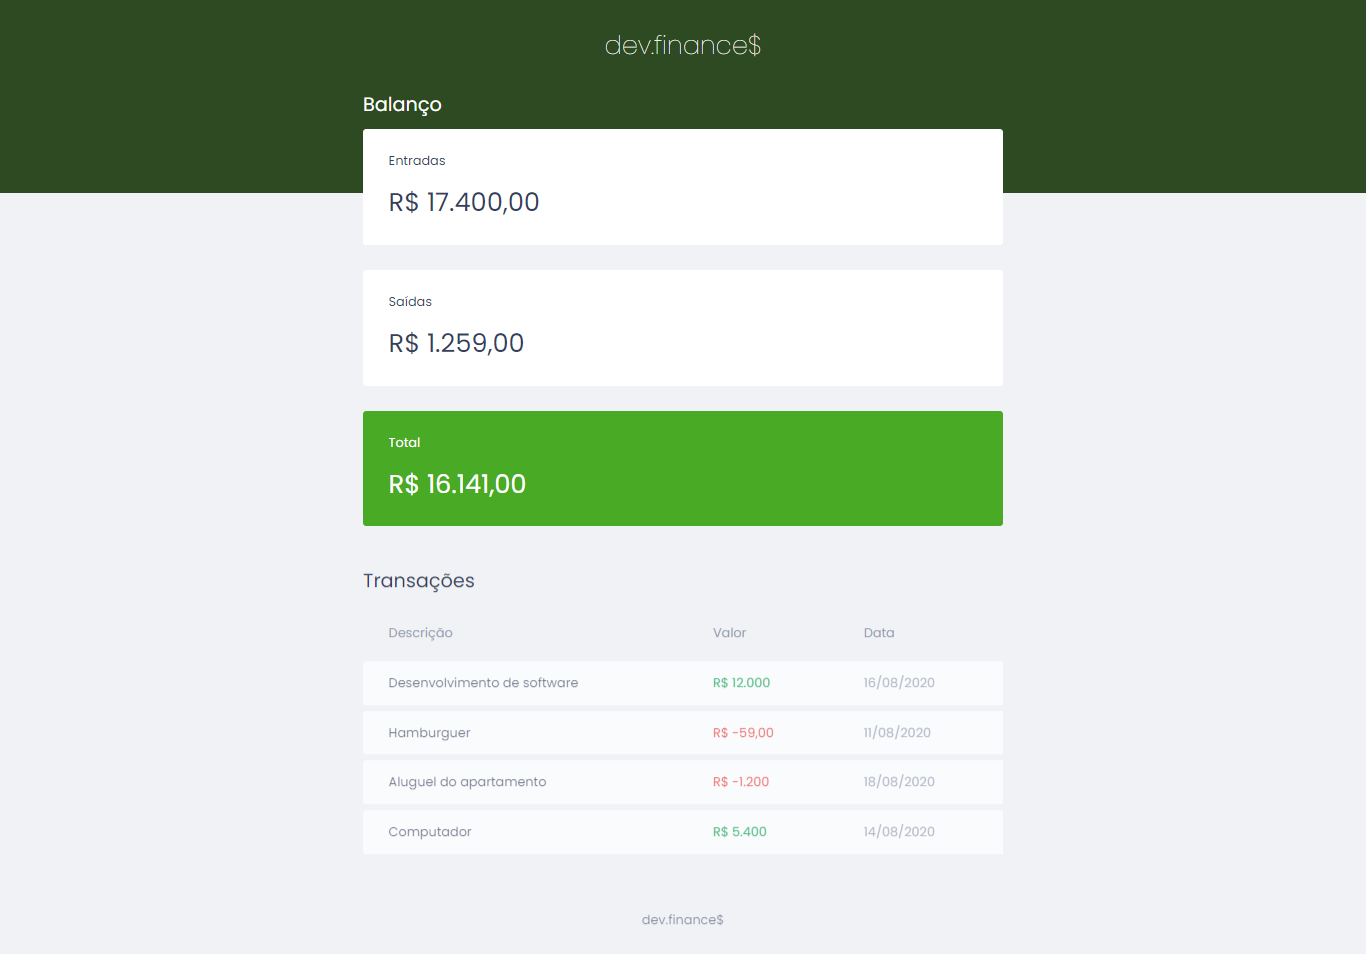 dev.finance$
Balanço
Entradas
R$ 17.400,00
Saídas
R$ 1.259,00
Total
R$ 16.141,00
Transações
Descrição Valor Data
Desenvolvimento de software R$ 12.000 16/08/2020
Hamburguer R$ -59,00 11/08/2020
Aluguel do apartamento R$ -1.200 18/08/2020
Computador R$ 5.400 14/08/2020
dev.finance$